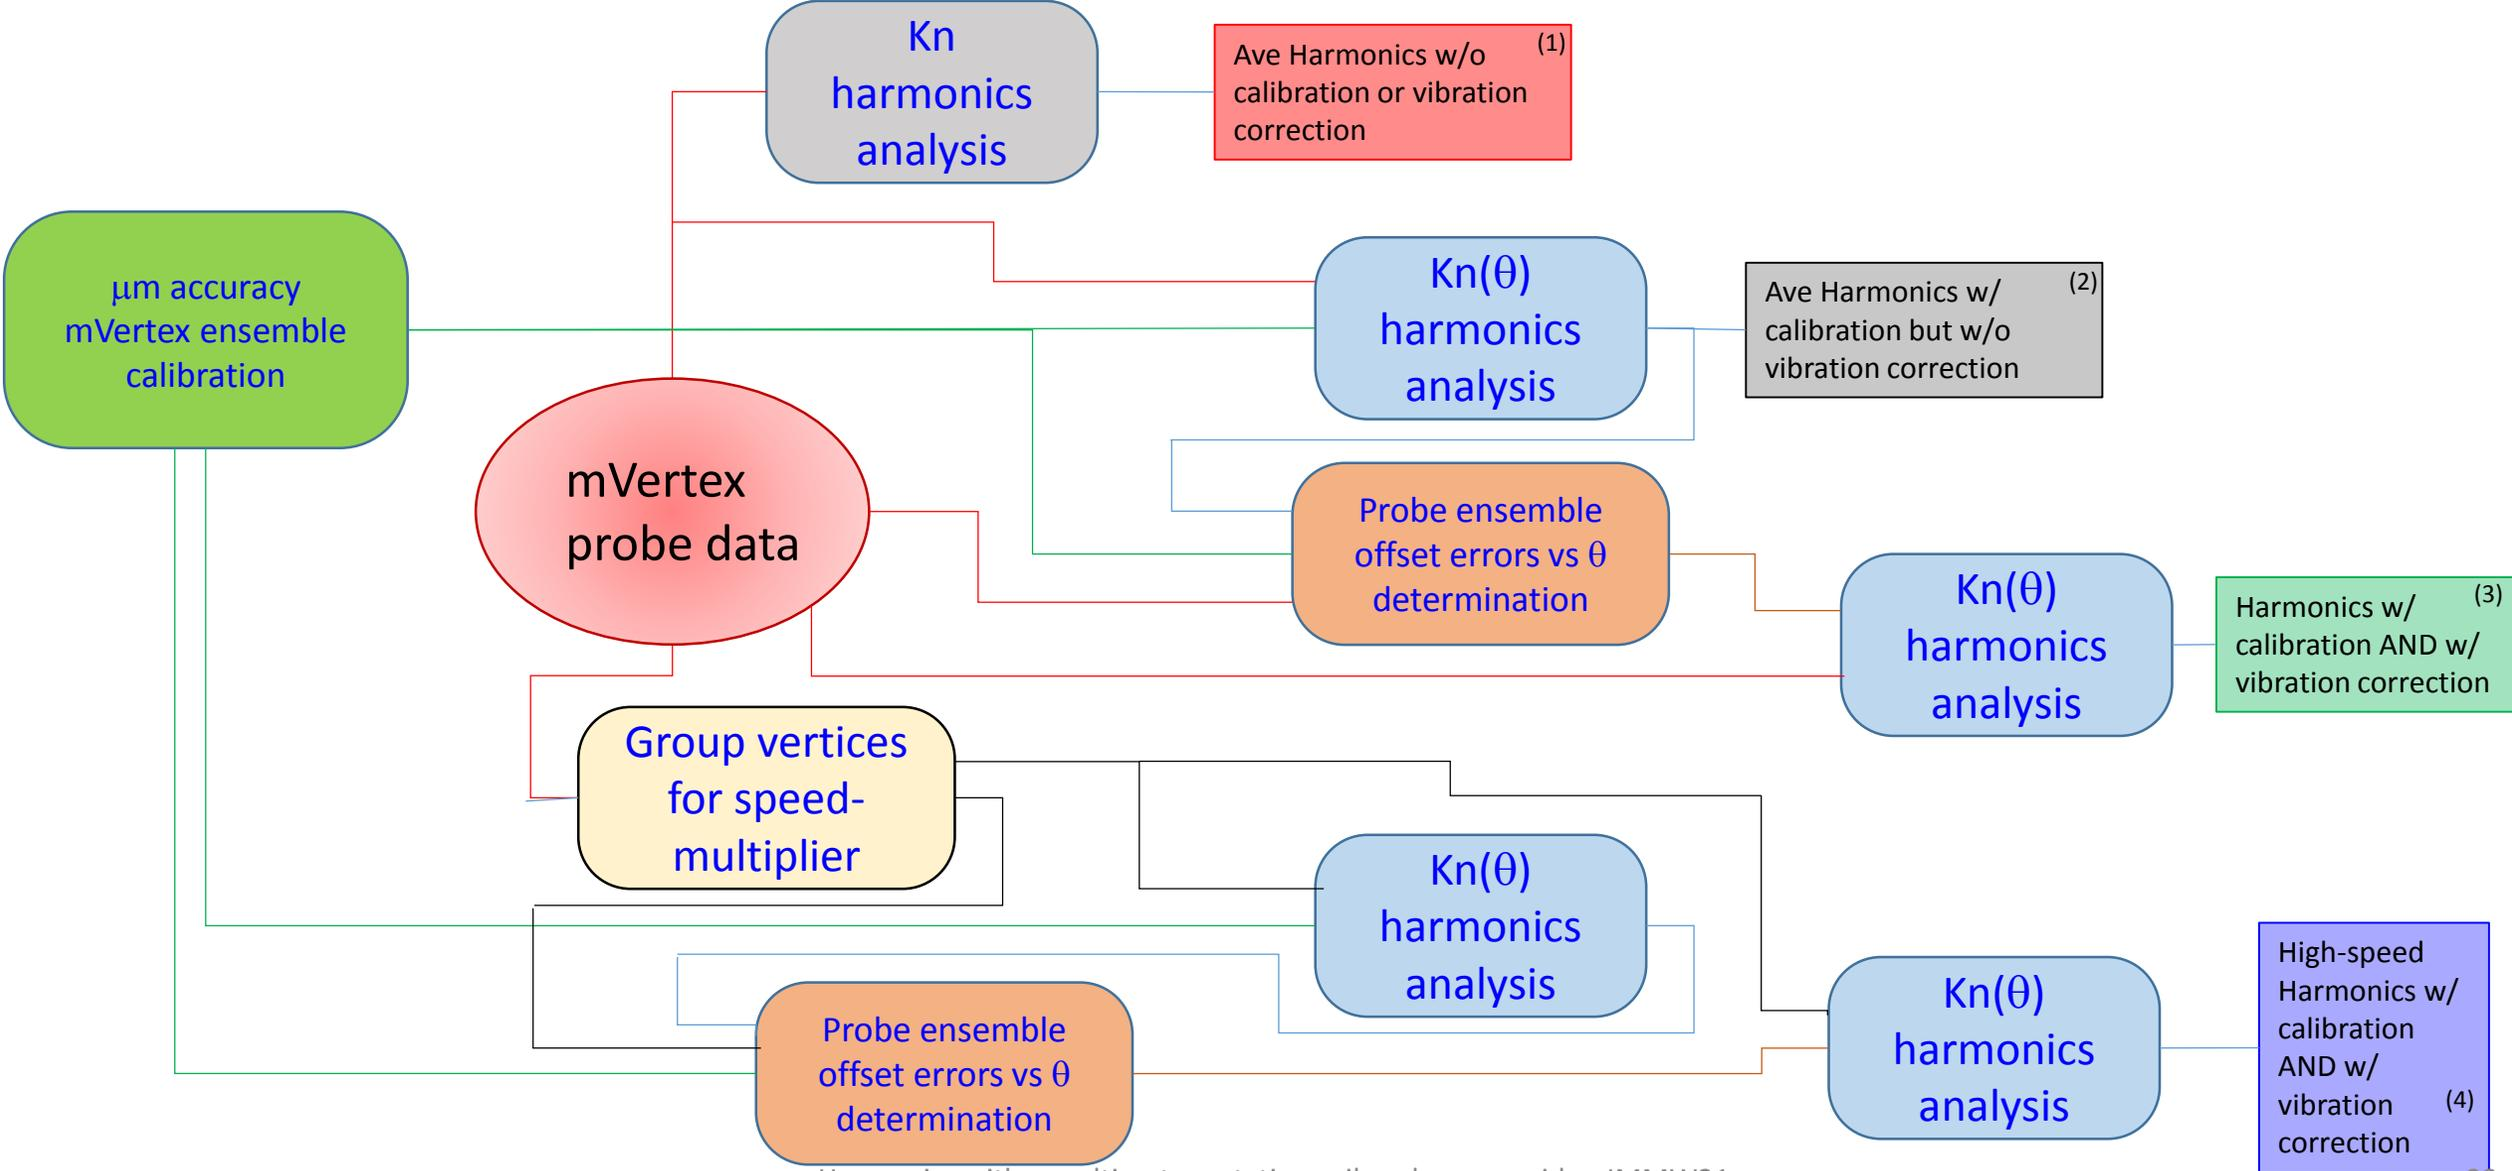 Kn
harmonics
analysis
Ave Harmonics w/o (1)
calibration or vibration
correction
μm accuracy
mVertex ensemble
calibration
Kn(θ)
harmonics
analysis
Ave Harmonics w/ (2)
calibration but w/o
vibration correction
mVertex
probe data
Probe ensemble
offset errors vs θ
determination
Kn(θ)
harmonics
analysis
Harmonics w/ (3)
calibration AND w/
vibration correction
Group vertices
for speed-
multiplier
Kn(θ)
harmonics
analysis
Probe ensemble
offset errors vs θ
determination
Kn(θ)
harmonics
analysis
High-speed
Harmonics w/
calibration
AND w/
vibration (4)
correction